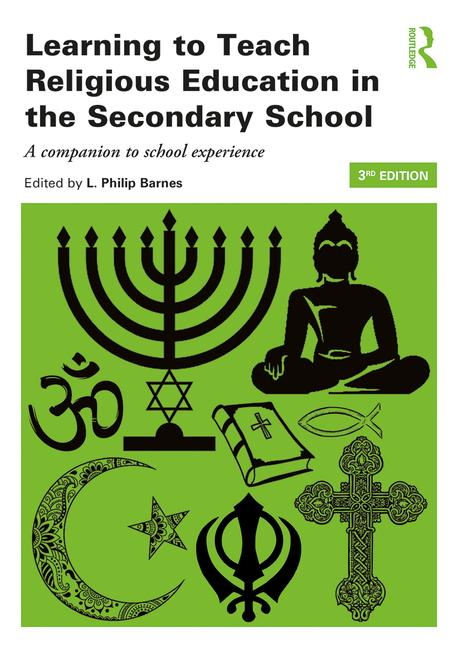 Learning to Teach
Religious Education in
the Secondary School
ROUTLEDGE
A companion to school experience
Edited by L. Philip Barnes
3RD EDITION
ॐ